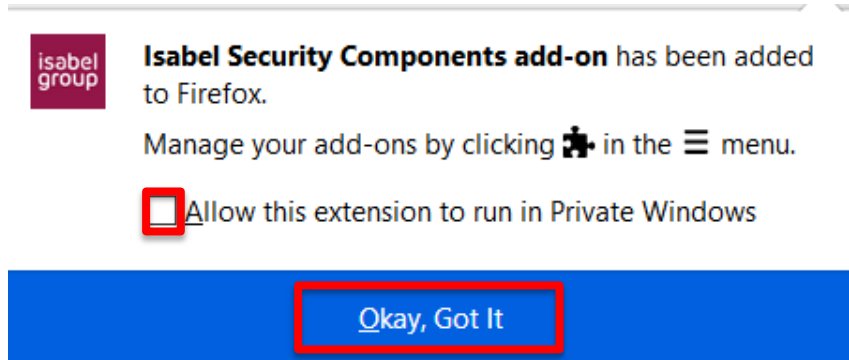 isabel
group
Isabel Security Components add-on has been added
to Firefox.
Manage your add-ons by clicking in the menu.
Allow this extension to run in Private Windows
Okay, Got It